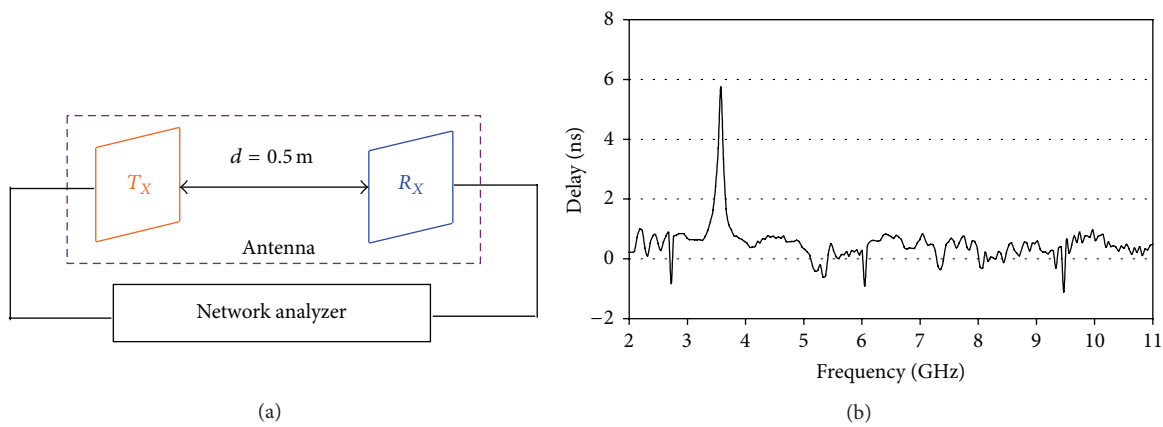 T_X
d = 0.5 m
R_X
Antenna
Network analyzer
(a)
8
6
4
2
0
−2
Delay (ns)
2 3 4 5 6 7 8 9 10 11
Frequency (GHz)
(b)